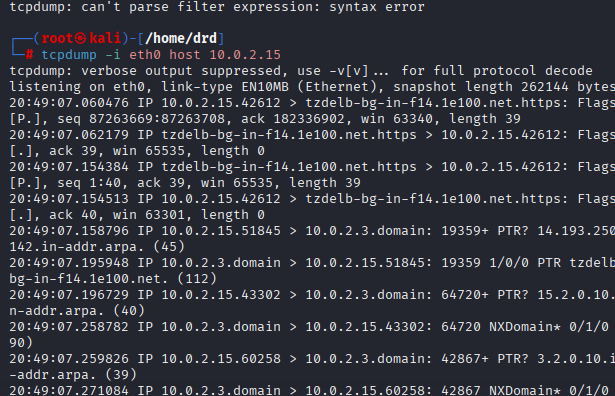 tcpdump: can't parse filter expression: syntax error
┌──(root㉿kali)-[/home/drd]
└─# tcpdump -i eth0 host 10.0.2.15
tcpdump: verbose output suppressed, use -v[v]... for full protocol decode
listening on eth0, link-type EN10MB (Ethernet), snapshot length 262144 bytes
20:49:07.060476 IP 10.0.2.15.42612 > tzdelb-bg-in-f14.1e100.net.https: Flags
[P.], seq 87263669:87263708, ack 182336902, win 63340, length 39
20:49:07.062179 IP tzdelb-bg-in-f14.1e100.net.https > 10.0.2.15.42612: Flags
[.], ack 39, win 65535, length 0
20:49:07.154384 IP tzdelb-bg-in-f14.1e100.net.https > 10.0.2.15.42612: Flags
[P.], seq 1:40, ack 39, win 65535, length 39
20:49:07.154513 IP 10.0.2.15.42612 > tzdelb-bg-in-f14.1e100.net.https: Flags
[.], ack 40, win 63301, length 0
20:49:07.158796 IP 10.0.2.15.51845 > 10.0.2.3.domain: 19359+ PTR? 14.193.250
142.in-addr.arpa. (45)
20:49:07.195948 IP 10.0.2.3.domain > 10.0.2.15.51845: 19359 1/0/0 PTR tzdelb
bg-in-f14.1e100.net. (112)
20:49:07.196729 IP 10.0.2.15.43302 > 10.0.2.3.domain: 64720+ PTR? 15.2.0.10.
n-addr.arpa. (40)
20:49:07.258782 IP 10.0.2.3.domain > 10.0.2.15.43302: 64720 NXDomain* 0/1/0
90)
20:49:07.259826 IP 10.0.2.15.60258 > 10.0.2.3.domain: 42867+ PTR? 3.2.0.10.i
-addr.arpa. (39)
20:49:07.271084 IP 10.0.2.3.domain > 10.0.2.15.60258: 42867 NXDomain* 0/1/0